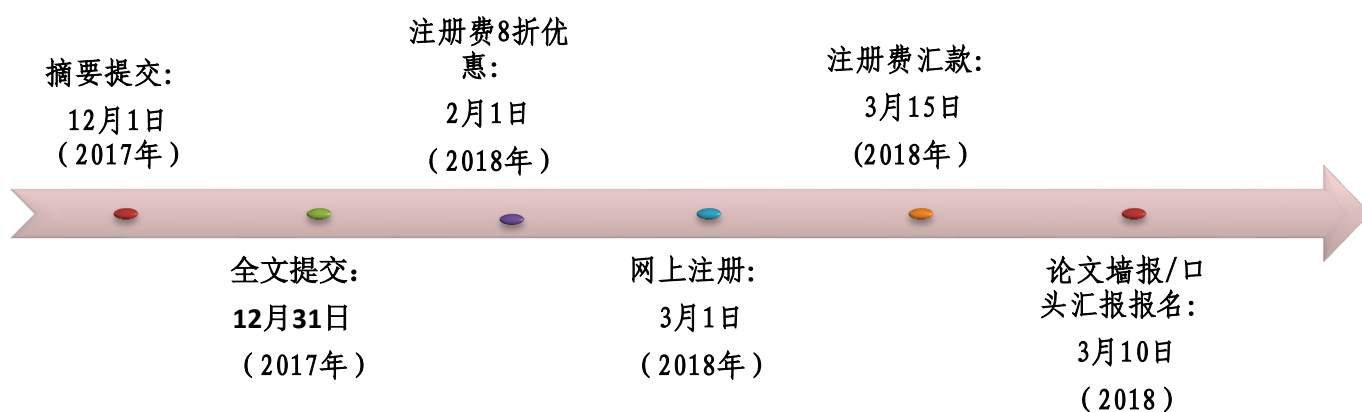 摘要提交:
12月1日
(2017年)
全文提交：
12月31日
(2017年)
注册费8折优
惠:
2月1日
(2018年)
网上注册:
3月1日
(2018年)
注册费汇款:
3月15日
(2018年)
论文墙报/口
头汇报报名:
3月10日
(2018)